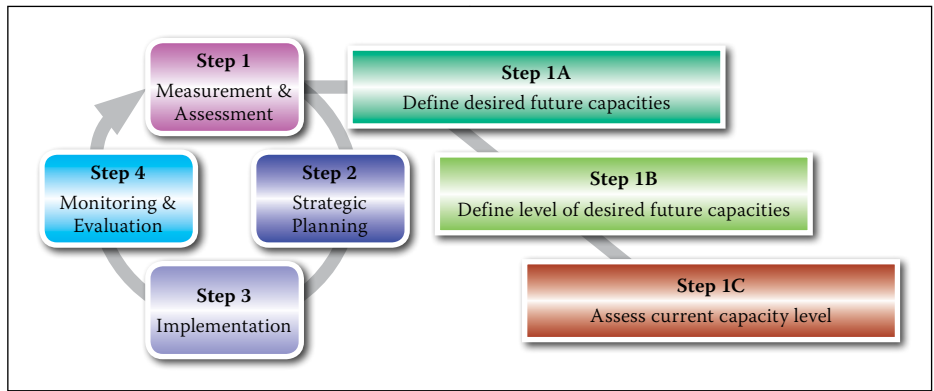 Step 1
Measurement &
Assessment
Step 2
Strategic
Planning
Step 3
Implementation
Step 4
Monitoring &
Evaluation
Step 1A
Define desired future capacities
Step 1B
Define level of desired future capacities
Step 1C
Assess current capacity level